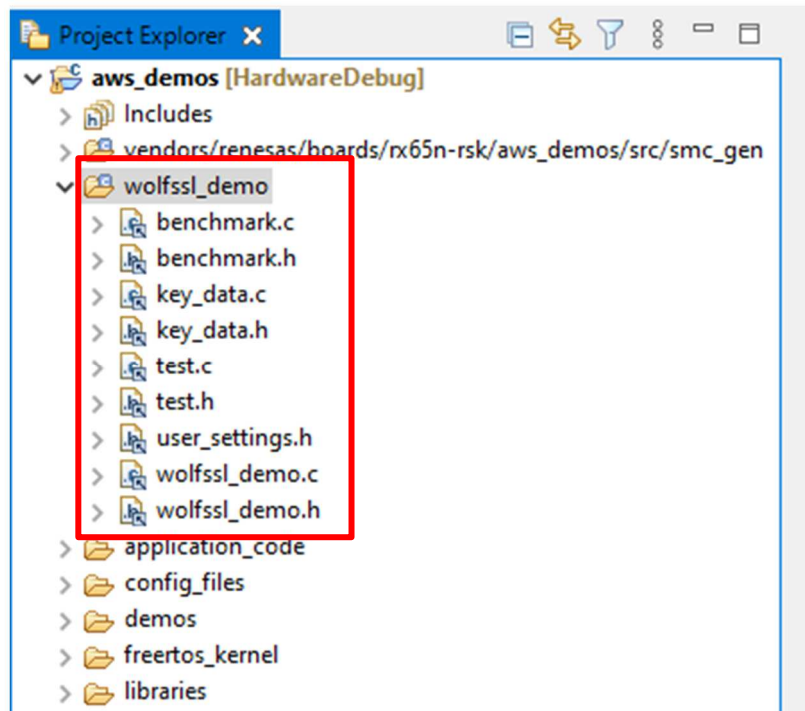 Project Explorer
aws_demos [HardwareDebug]
Includes
vendors/renesas/boards/rx65n-rsk/aws_demos/src/smc_gen
wolfssl_demo
benchmark.c
benchmark.h
key_data.c
key_data.h
test.c
test.h
user_settings.h
wolfssl_demo.c
wolfssl_demo.h
application_code
config_files
demos
freertos_kernel
libraries